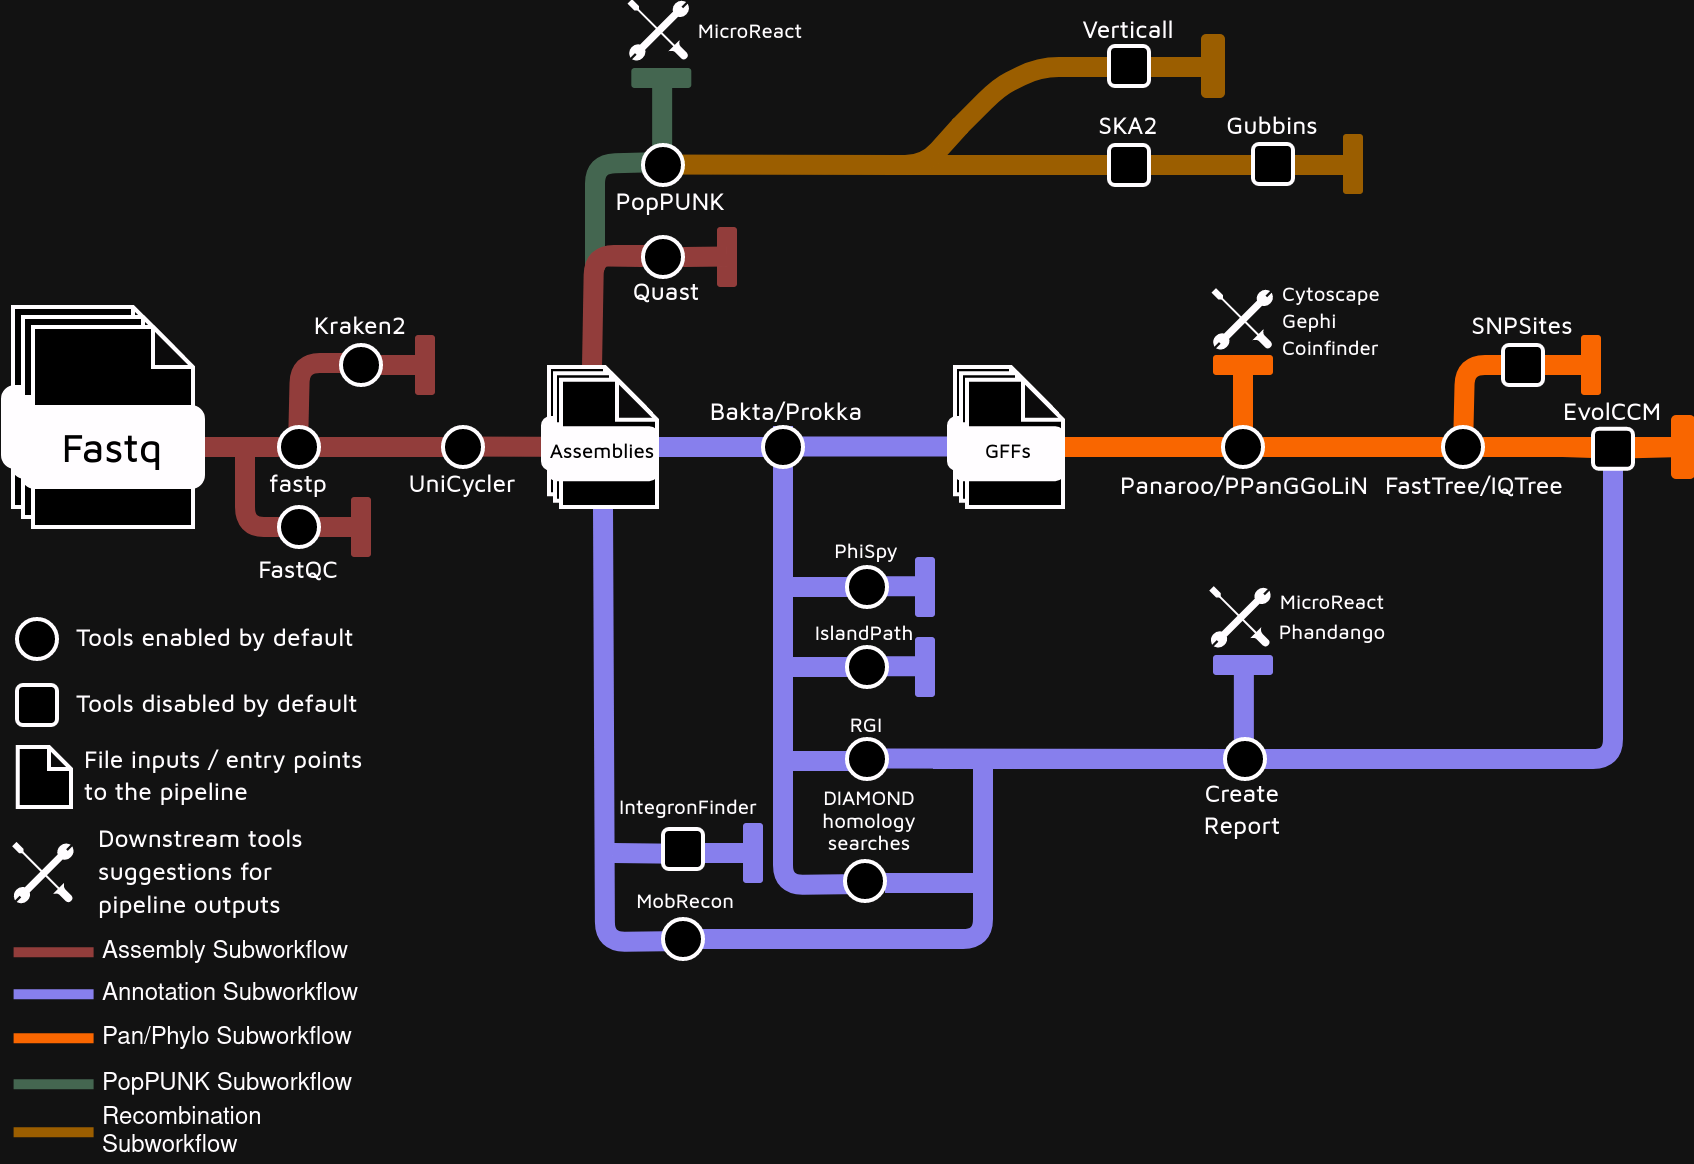 MicroReact
Verticall
SKA2
Gubbins
PopPUNK
Quast
Cytoscape
Gephi
Coinfinder
Kraken2
SNPSites
Bakta/Prokka
EvolCCM
Fastq
Assemblies
GFFs
fastp
UniCycler
Panaroo/PPanGGoLiN
FastTree/IQTree
FastQC
PhiSpy
IslandPath
MicroReact
Phandango
RGI
Create
Report
DIAMOND
homology
searches
IntegronFinder
MobRecon
Tools enabled by default
Tools disabled by default
File inputs / entry points
to the pipeline
Downstream tools
suggestions for
pipeline outputs
Assembly Subworkflow
Annotation Subworkflow
Pan/Phylo Subworkflow
PopPUNK Subworkflow
Recombination
Subworkflow